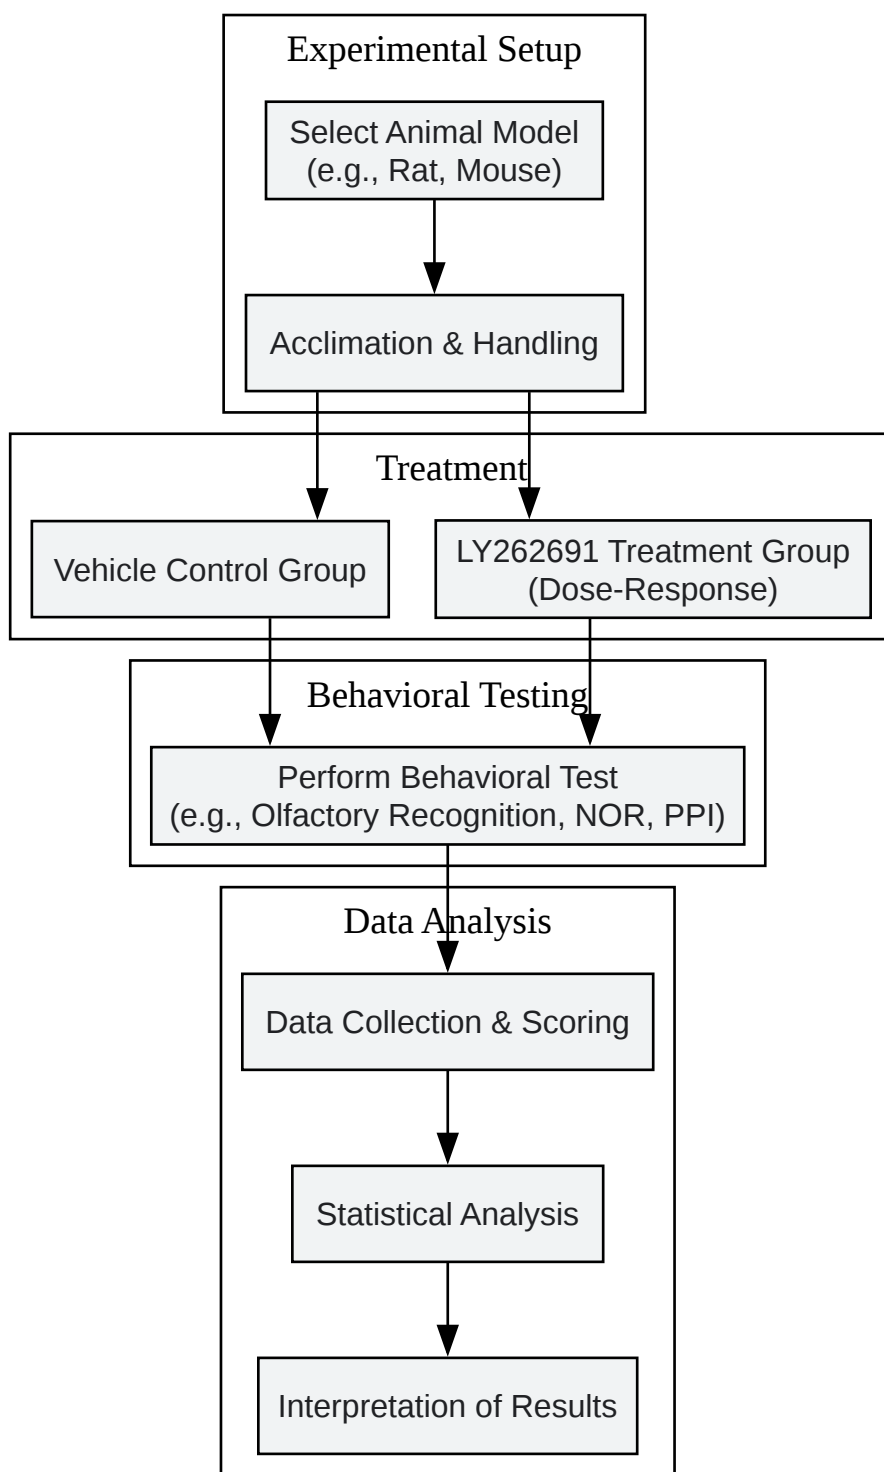 Experimental Setup
Select Animal Model
(e.g., Rat, Mouse)
Acclimation & Handling
Treatment
Vehicle Control Group
LY262691 Treatment Group
(Dose-Response)
Behavioral Testing
Perform Behavioral Test
(e.g., Olfactory Recognition, NOR, PPI)
Data Analysis
Data Collection & Scoring
Statistical Analysis
Interpretation of Results